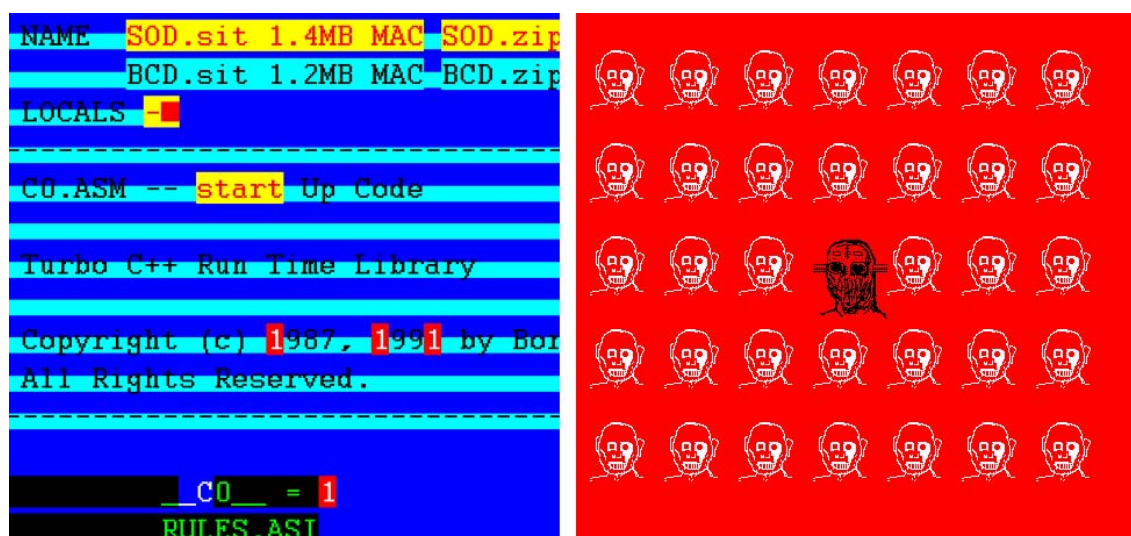 NAME SOD.sit 1.4MB MAC SOD.zip
BCD.sit 1.2MB MAC BCD.zip
LOCALS -
C0.ASM -- start Up Code
Turbo C++ Run Time Library
Copyright (c) 1987, 1991 by Bor
All Rights Reserved.
__C0__ = 1
RULES.ASI